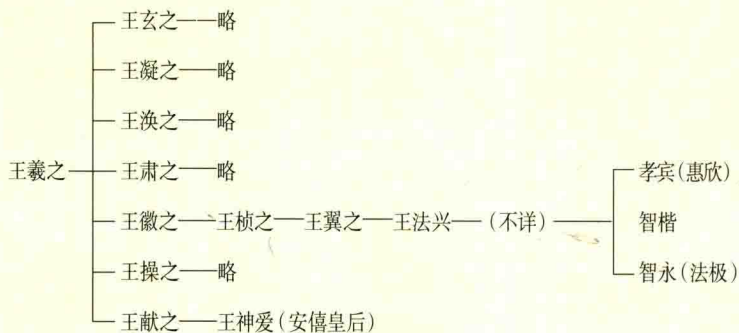 王玄之——略
王凝之——略
王涣之——略
王羲之 王肃之——略 孝宾(惠欣)
王徽之——王桢之——王翼之——王法兴——(不详) 智楷
王操之——略 智永(法极)
王献之——王神爱(安僖皇后)